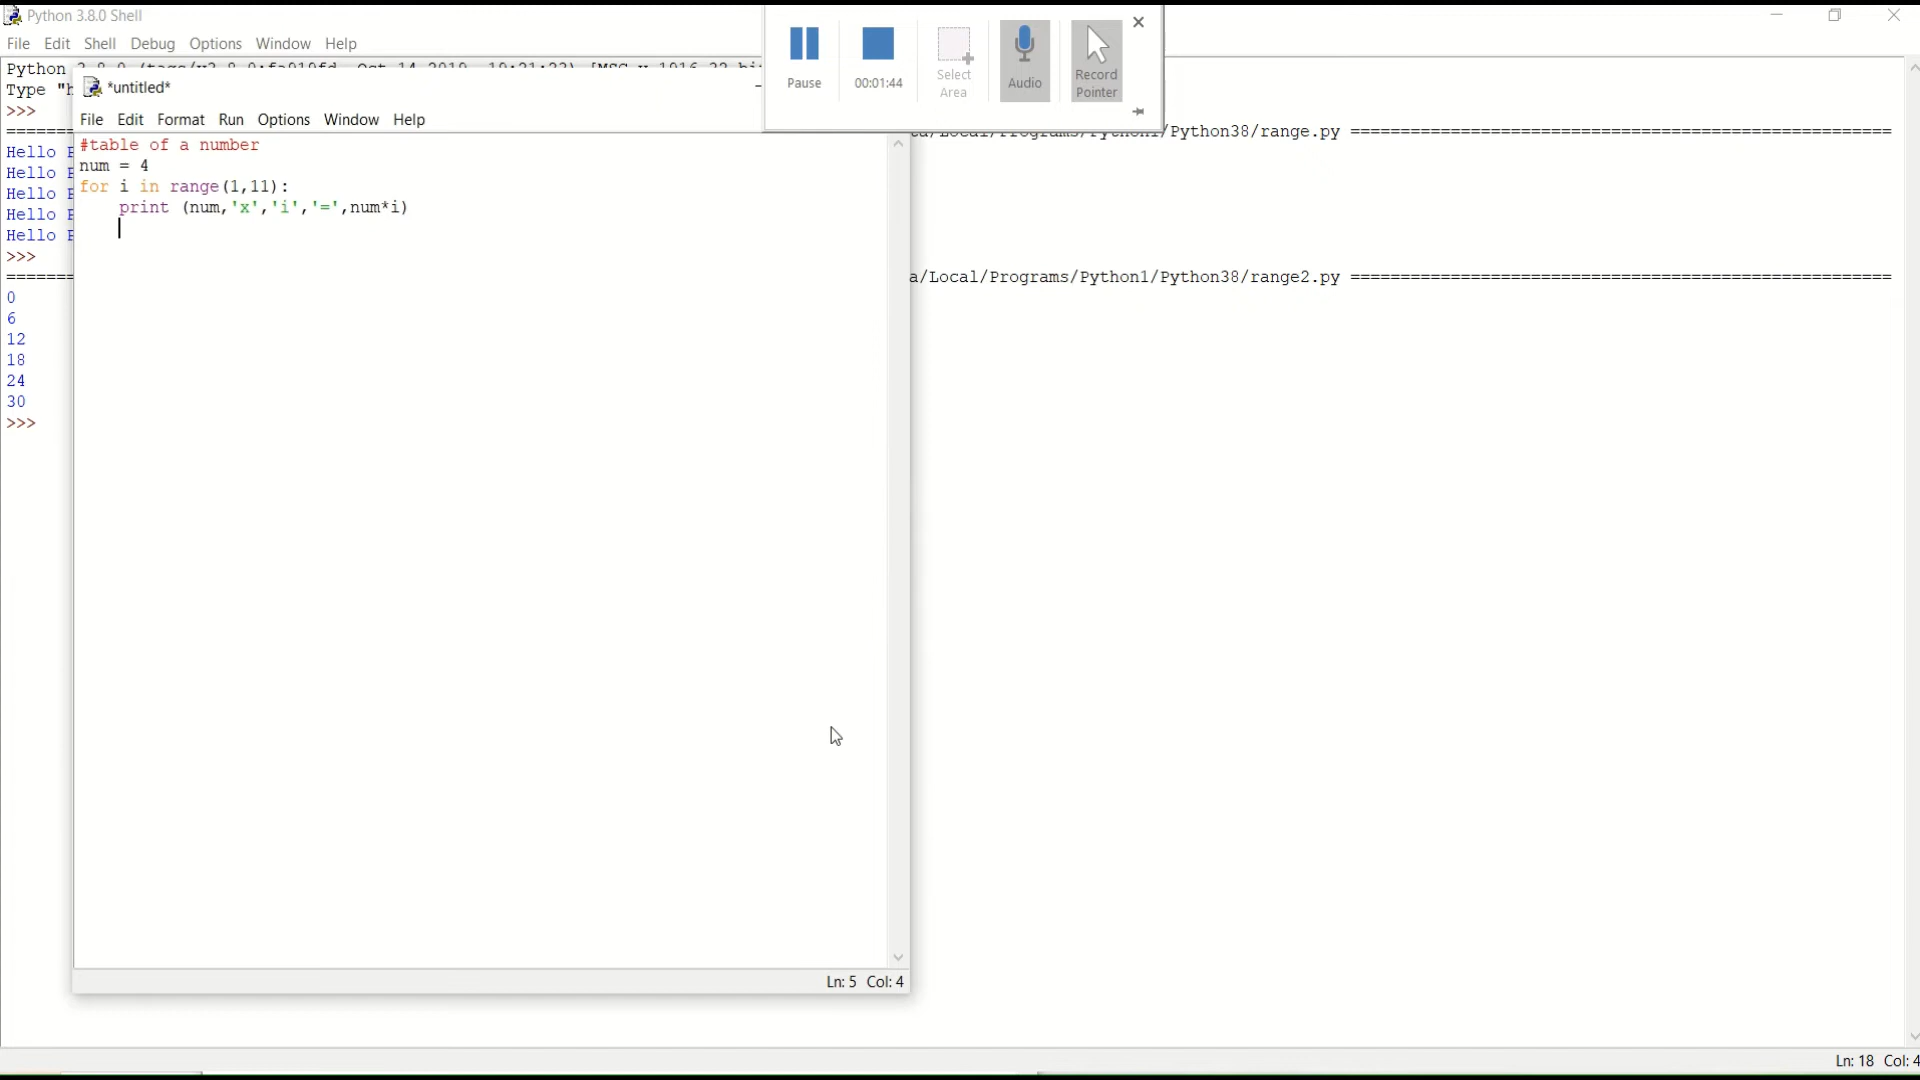 Python 3.8.0 Shell
File Edit Shell Debug Options Window Help
Python
Type "h
>>>
/Python38/range.py ======================================================
Hello P
Hello P
Hello P
Hello P
Hello P
>>>
=======
a/Local/Programs/Python1/Python38/range2.py ======================================================
0
6
12
18
24
30
>>>
*untitled*
File Edit Format Run Options Window Help
#table of a number
num = 4
for i in range(1,11):
    print (num,'x','i','=',num*i)
Ln: 5 Col: 4
Pause
00:01:44
Select
Area
Audio
Record
Pointer
Ln: 18 Col: 4